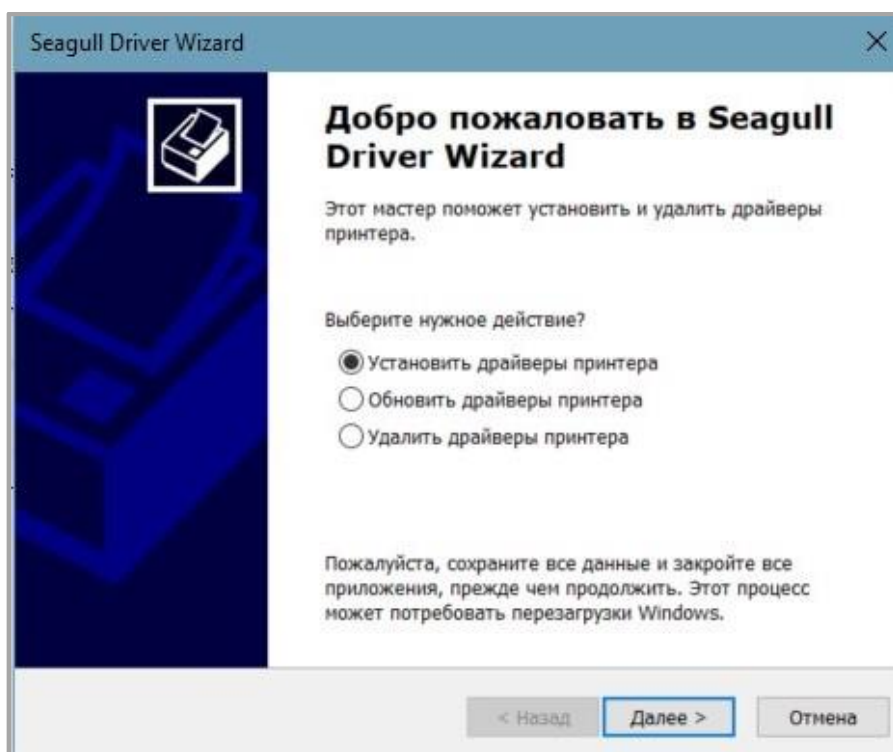 Seagull Driver Wizard
Добро пожаловать в Seagull
Driver Wizard
Этот мастер поможет установить и удалить драйверы
принтера.
Выберите нужное действие?
Установить драйверы принтера
Обновить драйверы принтера
Удалить драйверы принтера
Пожалуйста, сохраните все данные и закройте все
приложения, прежде чем продолжить. Этот процесс
может потребовать перезагрузки Windows.
< Назад Далее > Отмена